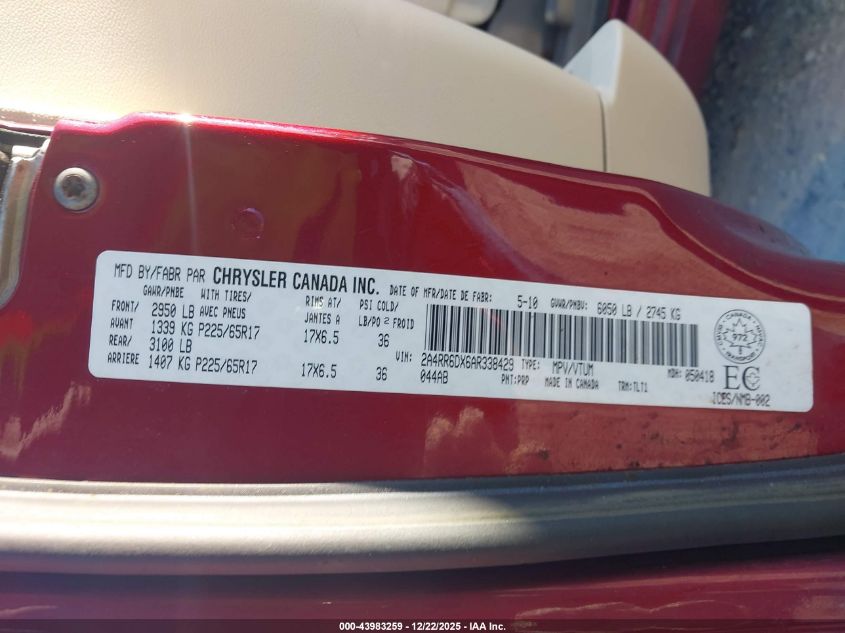 MFD BY/FABR PAR CHRYSLER CANADA INC. DATE OF MFR/DATE DE FABR: 5-10 GVWR/PNBV: 6050 LB / 2745 KG
GAWR/PNBE WITH TIRES/ RIMS AT/ PSI COLD/
FRONT/ 2950 LB AVEC PNEUS JANTES A LB/PO 2 FROID
AVANT 1339 KG P225/65R17 17X6.5 36
REAR/ 3100 LB
ARRIERE 1407 KG P225/65R17 17X6.5 36
VIN: 2A4RR6DX6AR338429 TYPE: MPV/VTUM MDH: 050418
044AB PNT:PRP MADE IN CANADA TRM:TLT1
CANADA
972
TRANSPORT
EC
ICES/NMB-002
000-43983259 - 12/22/2025 - IAA Inc.